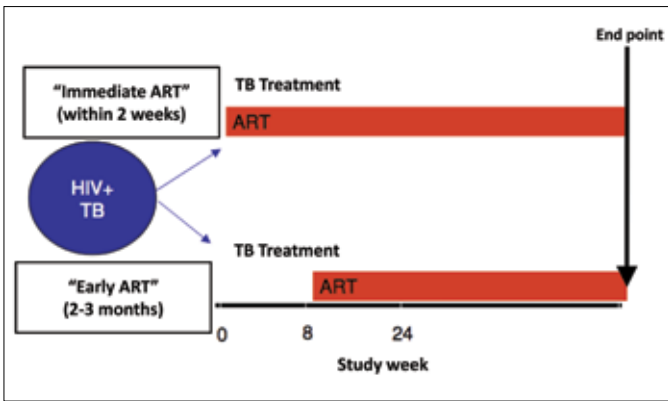 End point
“Immediate ART”
(within 2 weeks)
TB Treatment
ART
HIV+
TB
TB Treatment
“Early ART”
(2-3 months)
ART
0 8 24
Study week